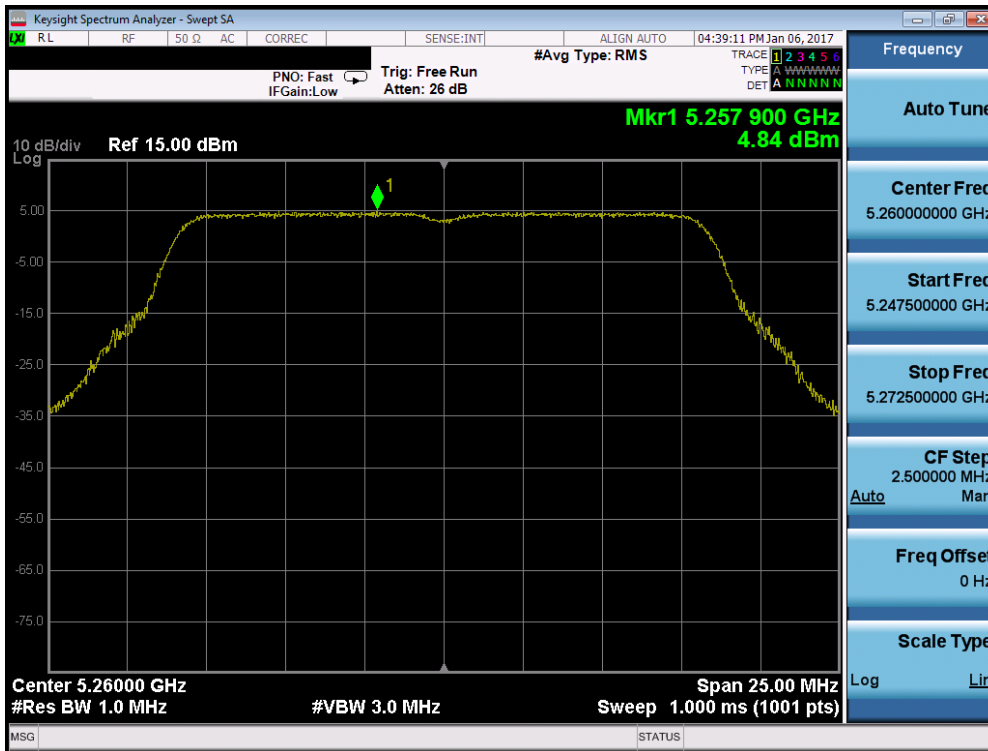 Keysight Spectrum Analyzer - Swept SA
LXI RL RF 50 Ω AC CORREC SENSE:INT ALIGN AUTO 04:39:11 PM Jan 06, 2017
#Avg Type: RMS TRACE 1 2 3 4 5 6
PNO: Fast Trig: Free Run TYPE A WWWWWW
IFGain:Low Atten: 26 dB DET A N N N N N
Mkr1 5.257 900 GHz
4.84 dBm
10 dB/div Ref 15.00 dBm
Log
1
5.00
-5.00
-15.0
-25.0
-35.0
-45.0
-55.0
-65.0
-75.0
Center 5.26000 GHz Span 25.00 MHz
#Res BW 1.0 MHz #VBW 3.0 MHz Sweep 1.000 ms (1001 pts)
MSG STATUS
Frequency
Auto Tune
Center Freq
5.260000000 GHz
Start Freq
5.247500000 GHz
Stop Freq
5.272500000 GHz
CF Step
2.500000 MHz
Auto Man
Freq Offset
0 Hz
Scale Type
Log Lin